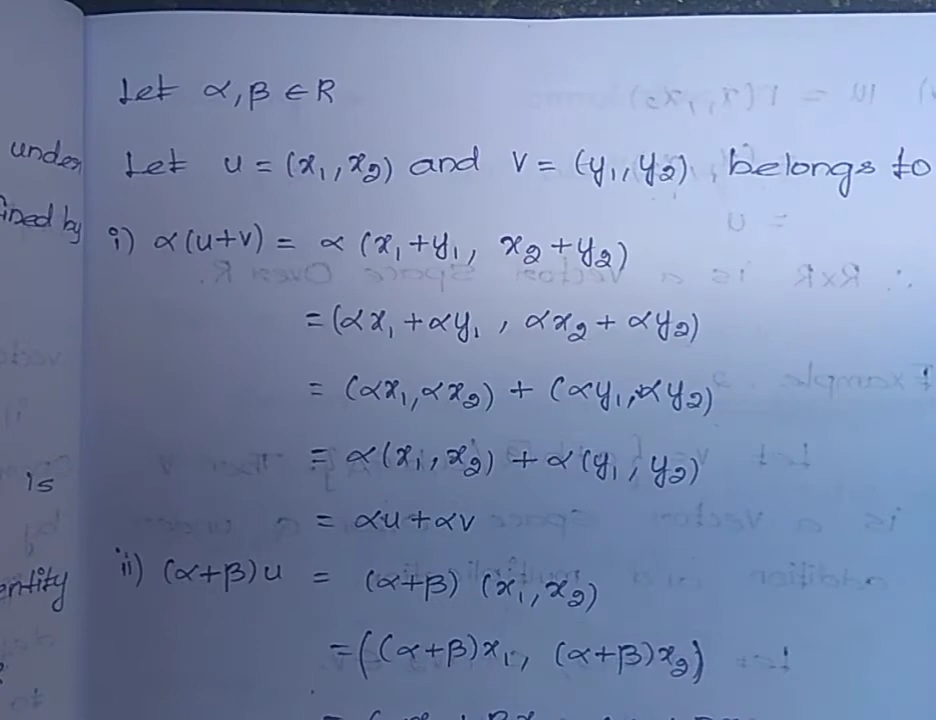 Let α, β ∈ R
under
Let u = (x₁, x₂) and v = (y₁, y₂), belongs to
fined by
i) α(u+v) = α (x₁+y₁, x₂+y₂)
= (αx₁ + αy₁ , αx₂ + αy₂)
= (αx₁, αx₂) + (αy₁, αy₂)
= α(x₁, x₂) + α(y₁, y₂)
is
= αu + αv
ii) (α+β)u = (α+β) (x₁, x₂)
entity
= ((α+β)x₁, (α+β)x₂)